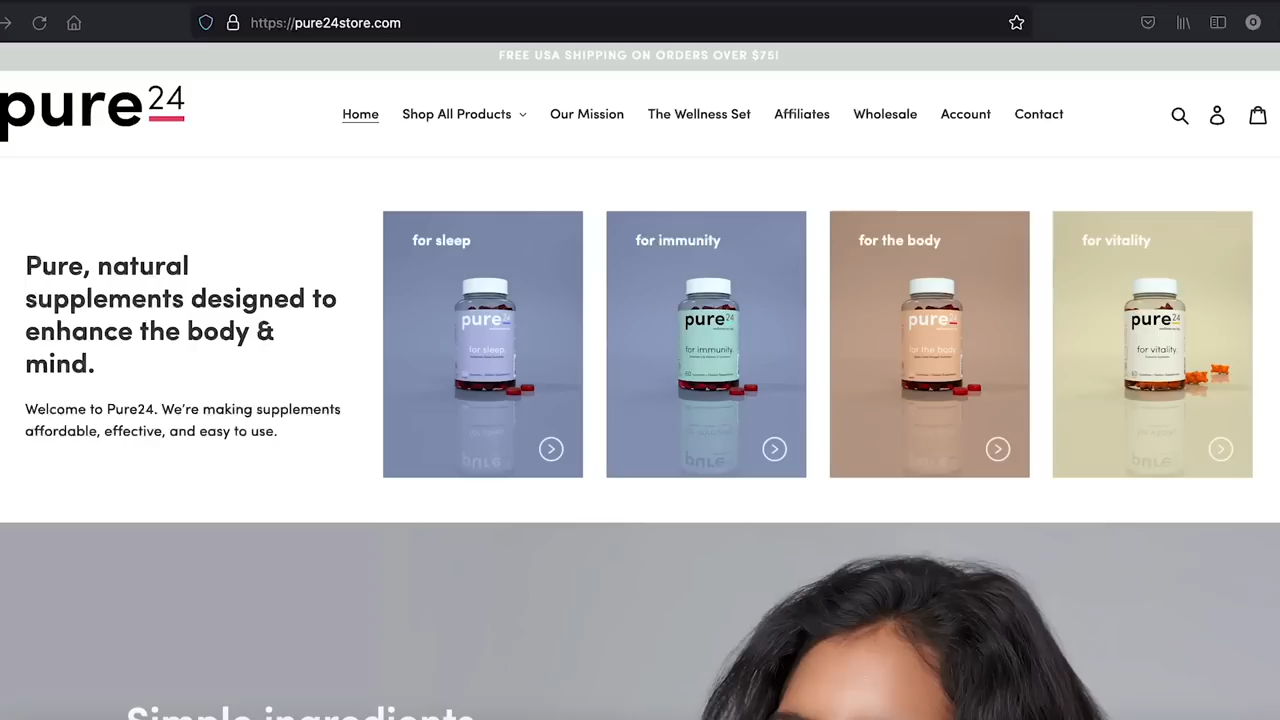 https://pure24store.com
O
FREE USA SHIPPING ON ORDERS OVER $75!
pure24
Home
Shop All Products
Our Mission
The Wellness Set
Affiliates
Wholesale
Account
Contact
Pure, natural
supplements designed to
enhance the body &
mind.
Welcome to Pure24. We're making supplements
affordable, effective, and easy to use.
for sleep
pure24
for sleep.
for immunity
pure24
for immunity.
for the body
pure24
for the body
for vitality
pure24
for vitality.
Simple ingredients